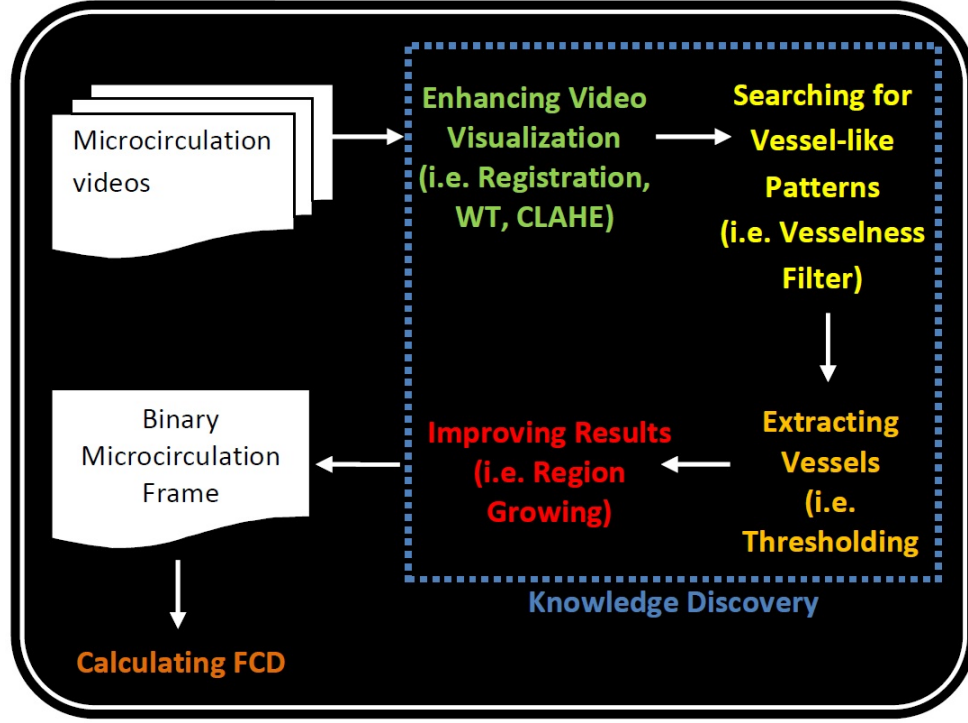 Microcirculation
videos
Enhancing Video
Visualization
(i.e. Registration,
WT, CLAHE)
Searching for
Vessel-like
Patterns
(i.e. Vesselness
Filter)
Extracting
Vessels
(i.e.
Thresholding
Improving Results
(i.e. Region
Growing)
Binary
Microcirculation
Frame
Knowledge Discovery
Calculating FCD